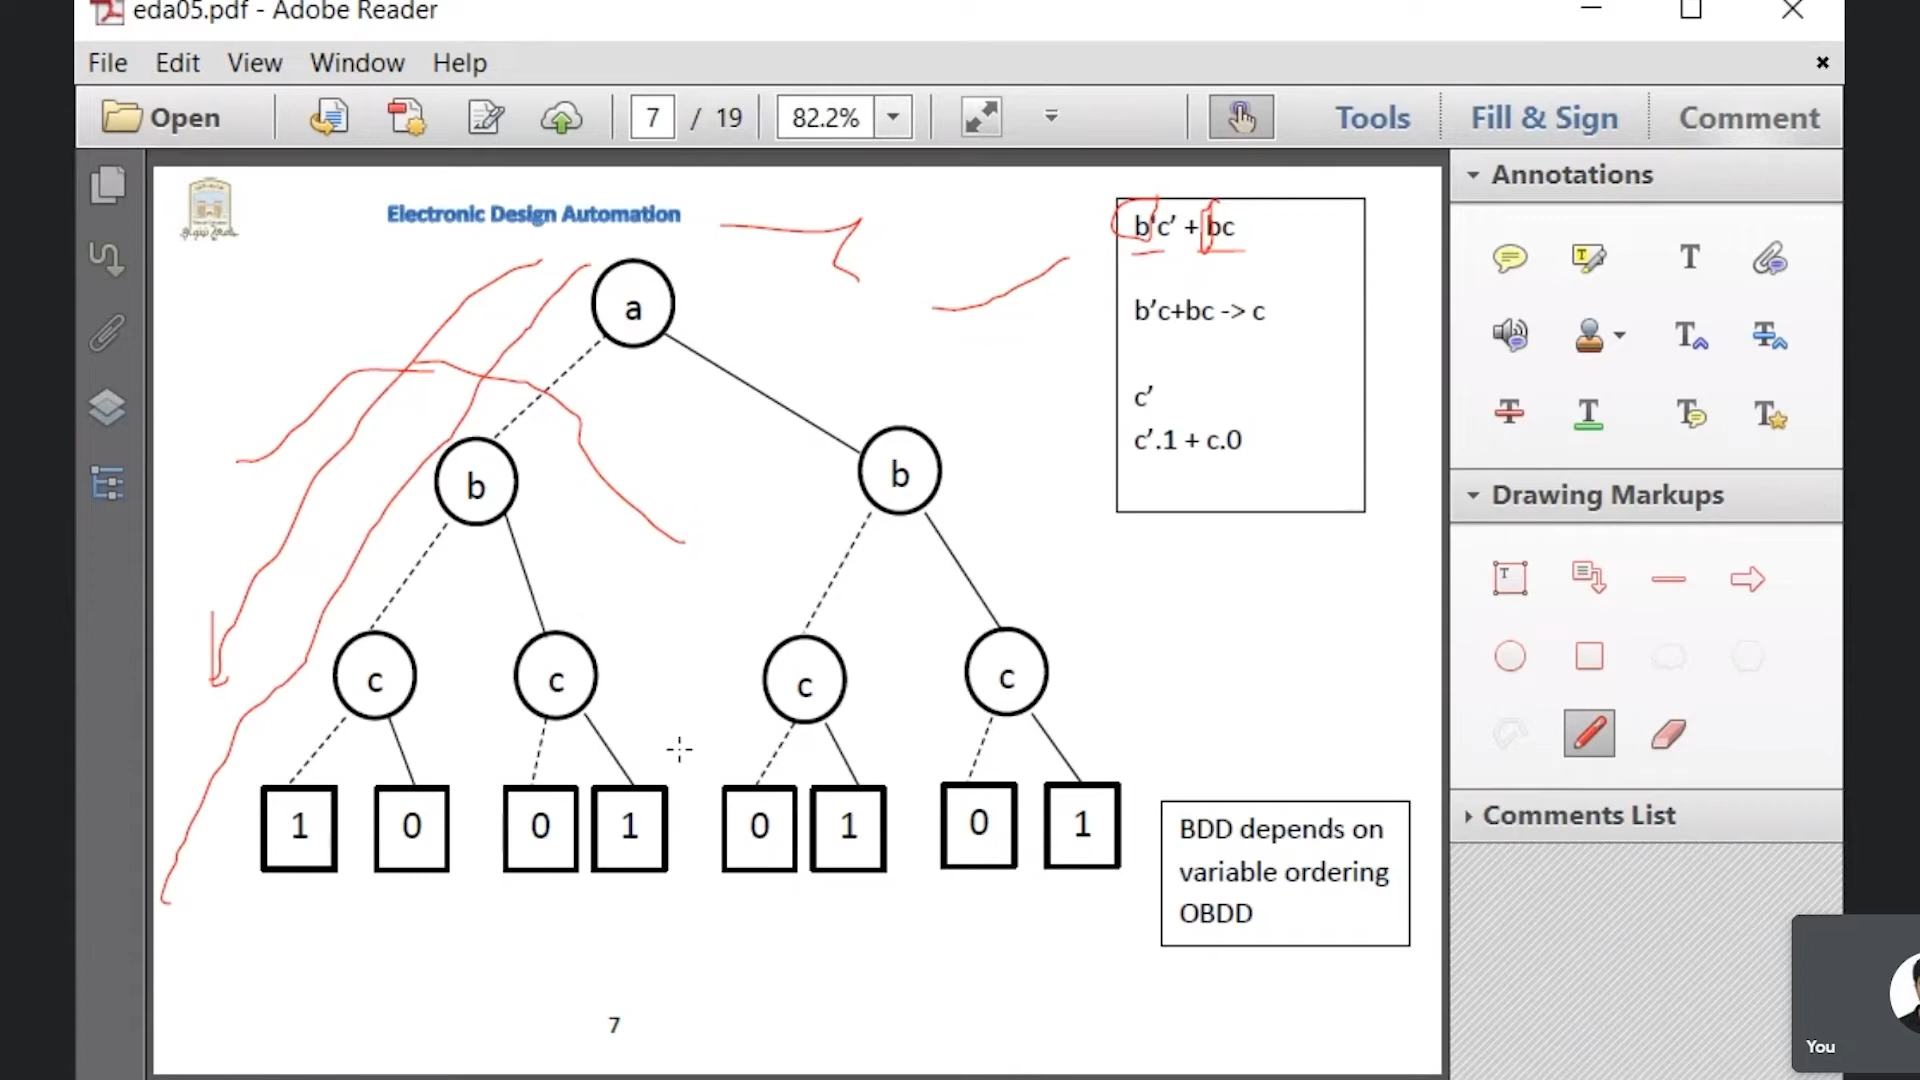 eda05.pdf - Adobe Reader
File Edit View Window Help
Open 7 / 19 82.2% Tools Fill & Sign Comment
Annotations
Electronic Design Automation
b'c' + bc
b'c+bc -> c
c'
c'.1 + c.0
a
b b
c c c c
1 0 0 1 0 1 0 1
BDD depends on
variable ordering
OBDD
7
T
T T T T
T T T
Drawing Markups
T
Comments List
You